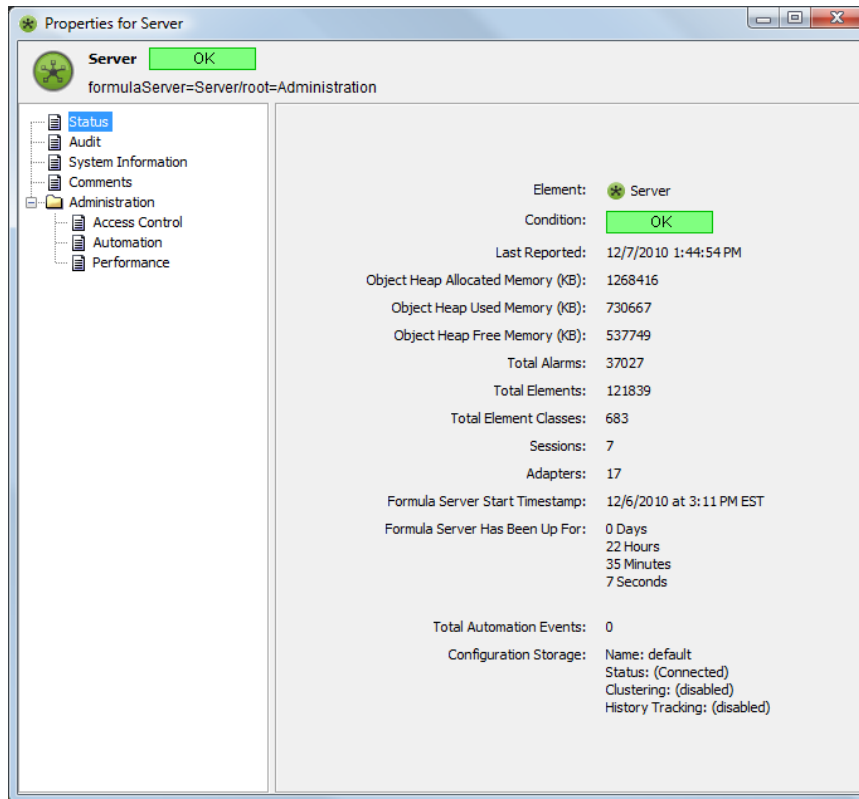 Properties for Server
Server OK
formulaServer=Server/root=Administration
Status
Audit
System Information
Comments
Administration
Access Control
Automation
Performance
Element: Server
Condition: OK
Last Reported: 12/7/2010 1:44:54 PM
Object Heap Allocated Memory (KB): 1268416
Object Heap Used Memory (KB): 730667
Object Heap Free Memory (KB): 537749
Total Alarms: 37027
Total Elements: 121839
Total Element Classes: 683
Sessions: 7
Adapters: 17
Formula Server Start Timestamp: 12/6/2010 at 3:11 PM EST
Formula Server Has Been Up For: 0 Days
22 Hours
35 Minutes
7 Seconds
Total Automation Events: 0
Configuration Storage: Name: default
Status: (Connected)
Clustering: (disabled)
History Tracking: (disabled)